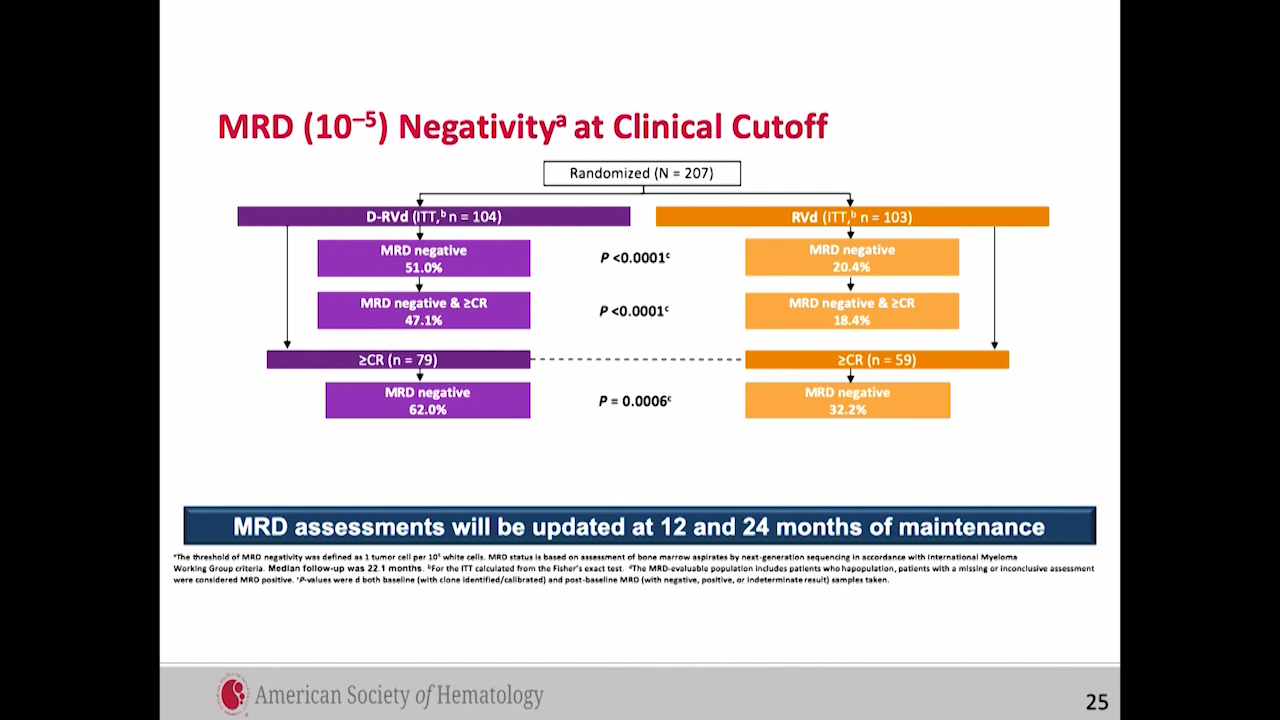 MRD (10⁻⁵) Negativityᵃ at Clinical Cutoff
Randomized (N = 207)
D-RVd (ITT,ᵇ n = 104)
RVd (ITT,ᵇ n = 103)
MRD negative
51.0%
P <0.0001ᶜ
MRD negative
20.4%
MRD negative & ≥CR
47.1%
P <0.0001ᶜ
MRD negative & ≥CR
18.4%
≥CR (n = 79)
≥CR (n = 59)
MRD negative
62.0%
P = 0.0006ᶜ
MRD negative
32.2%
MRD assessments will be updated at 12 and 24 months of maintenance
ᵃThe threshold of MRD negativity was defined as 1 tumor cell per 10⁵ white cells. MRD status is based on assessment of bone marrow aspirates by next-generation sequencing in accordance with International Myeloma
Working Group criteria. Median follow-up was 22.1 months. ᵇFor the ITT calculated from the Fisher's exact test. ᵈThe MRD-evaluable population includes patients who hapopulation, patients with a missing or inconclusive assessment
were considered MRD positive. ᶜP-values were d both baseline (with clone identified/calibrated) and post-baseline MRD (with negative, positive, or indeterminate result) samples taken.
American Society of Hematology
25